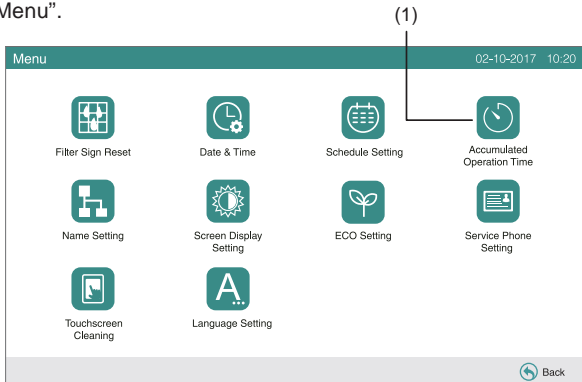 Menu".
(1)
Menu 02-10-2017 10:20
Filter Sign Reset
Date & Time
Schedule Setting
Accumulated
Operation Time
Name Setting
Screen Display
Setting
ECO Setting
Service Phone
Setting
Touchscreen
Cleaning
A...
Language Setting
Back